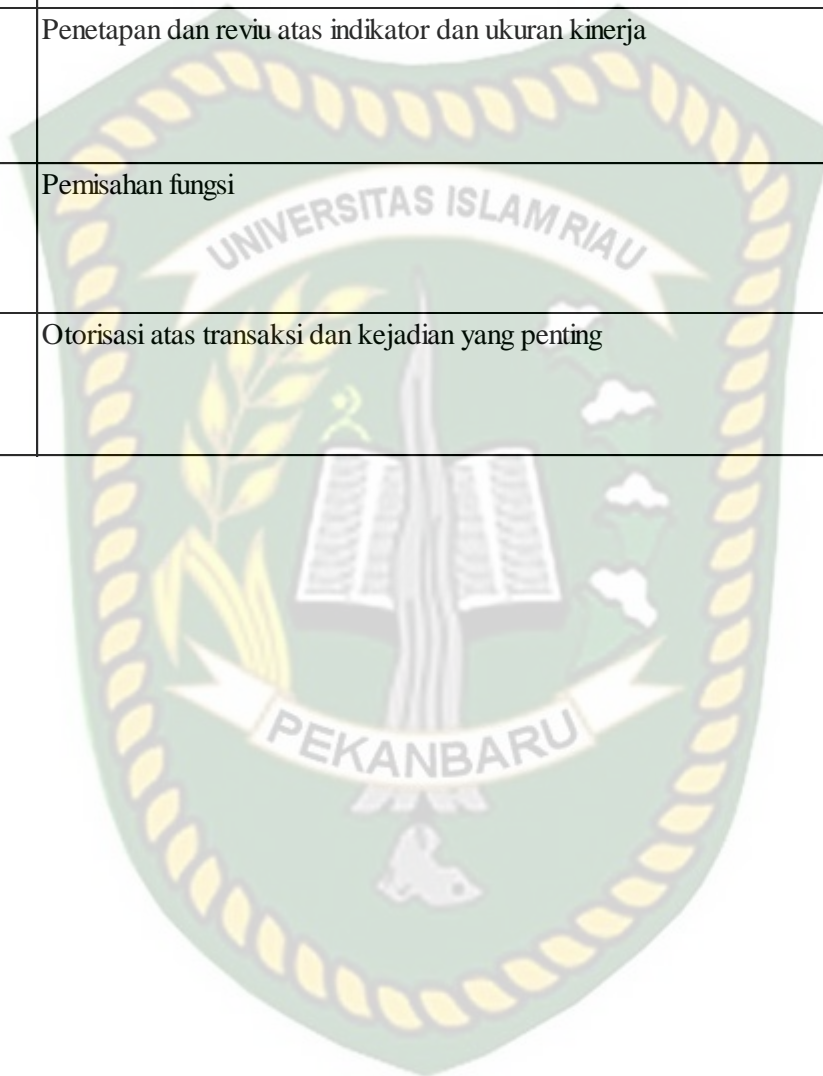 Penetapan dan reviu atas indikator dan ukuran kinerja
Pemisahan fungsi
UNIVERSITAS ISLAM RIAU
Otorisasi atas transaksi dan kejadian yang penting
PEKANBARU